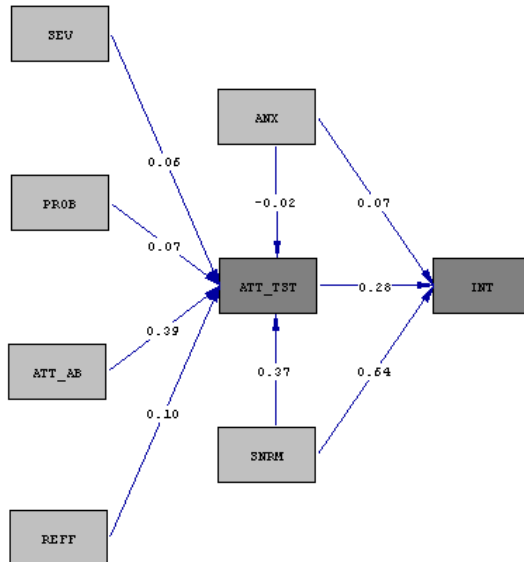 SEV
ANX
0.06
PROB
-0.02
0.07
0.07
ATT_TST
0.28
INT
0.39
ATT_AB
0.37
0.64
0.10
SNRM
REFF